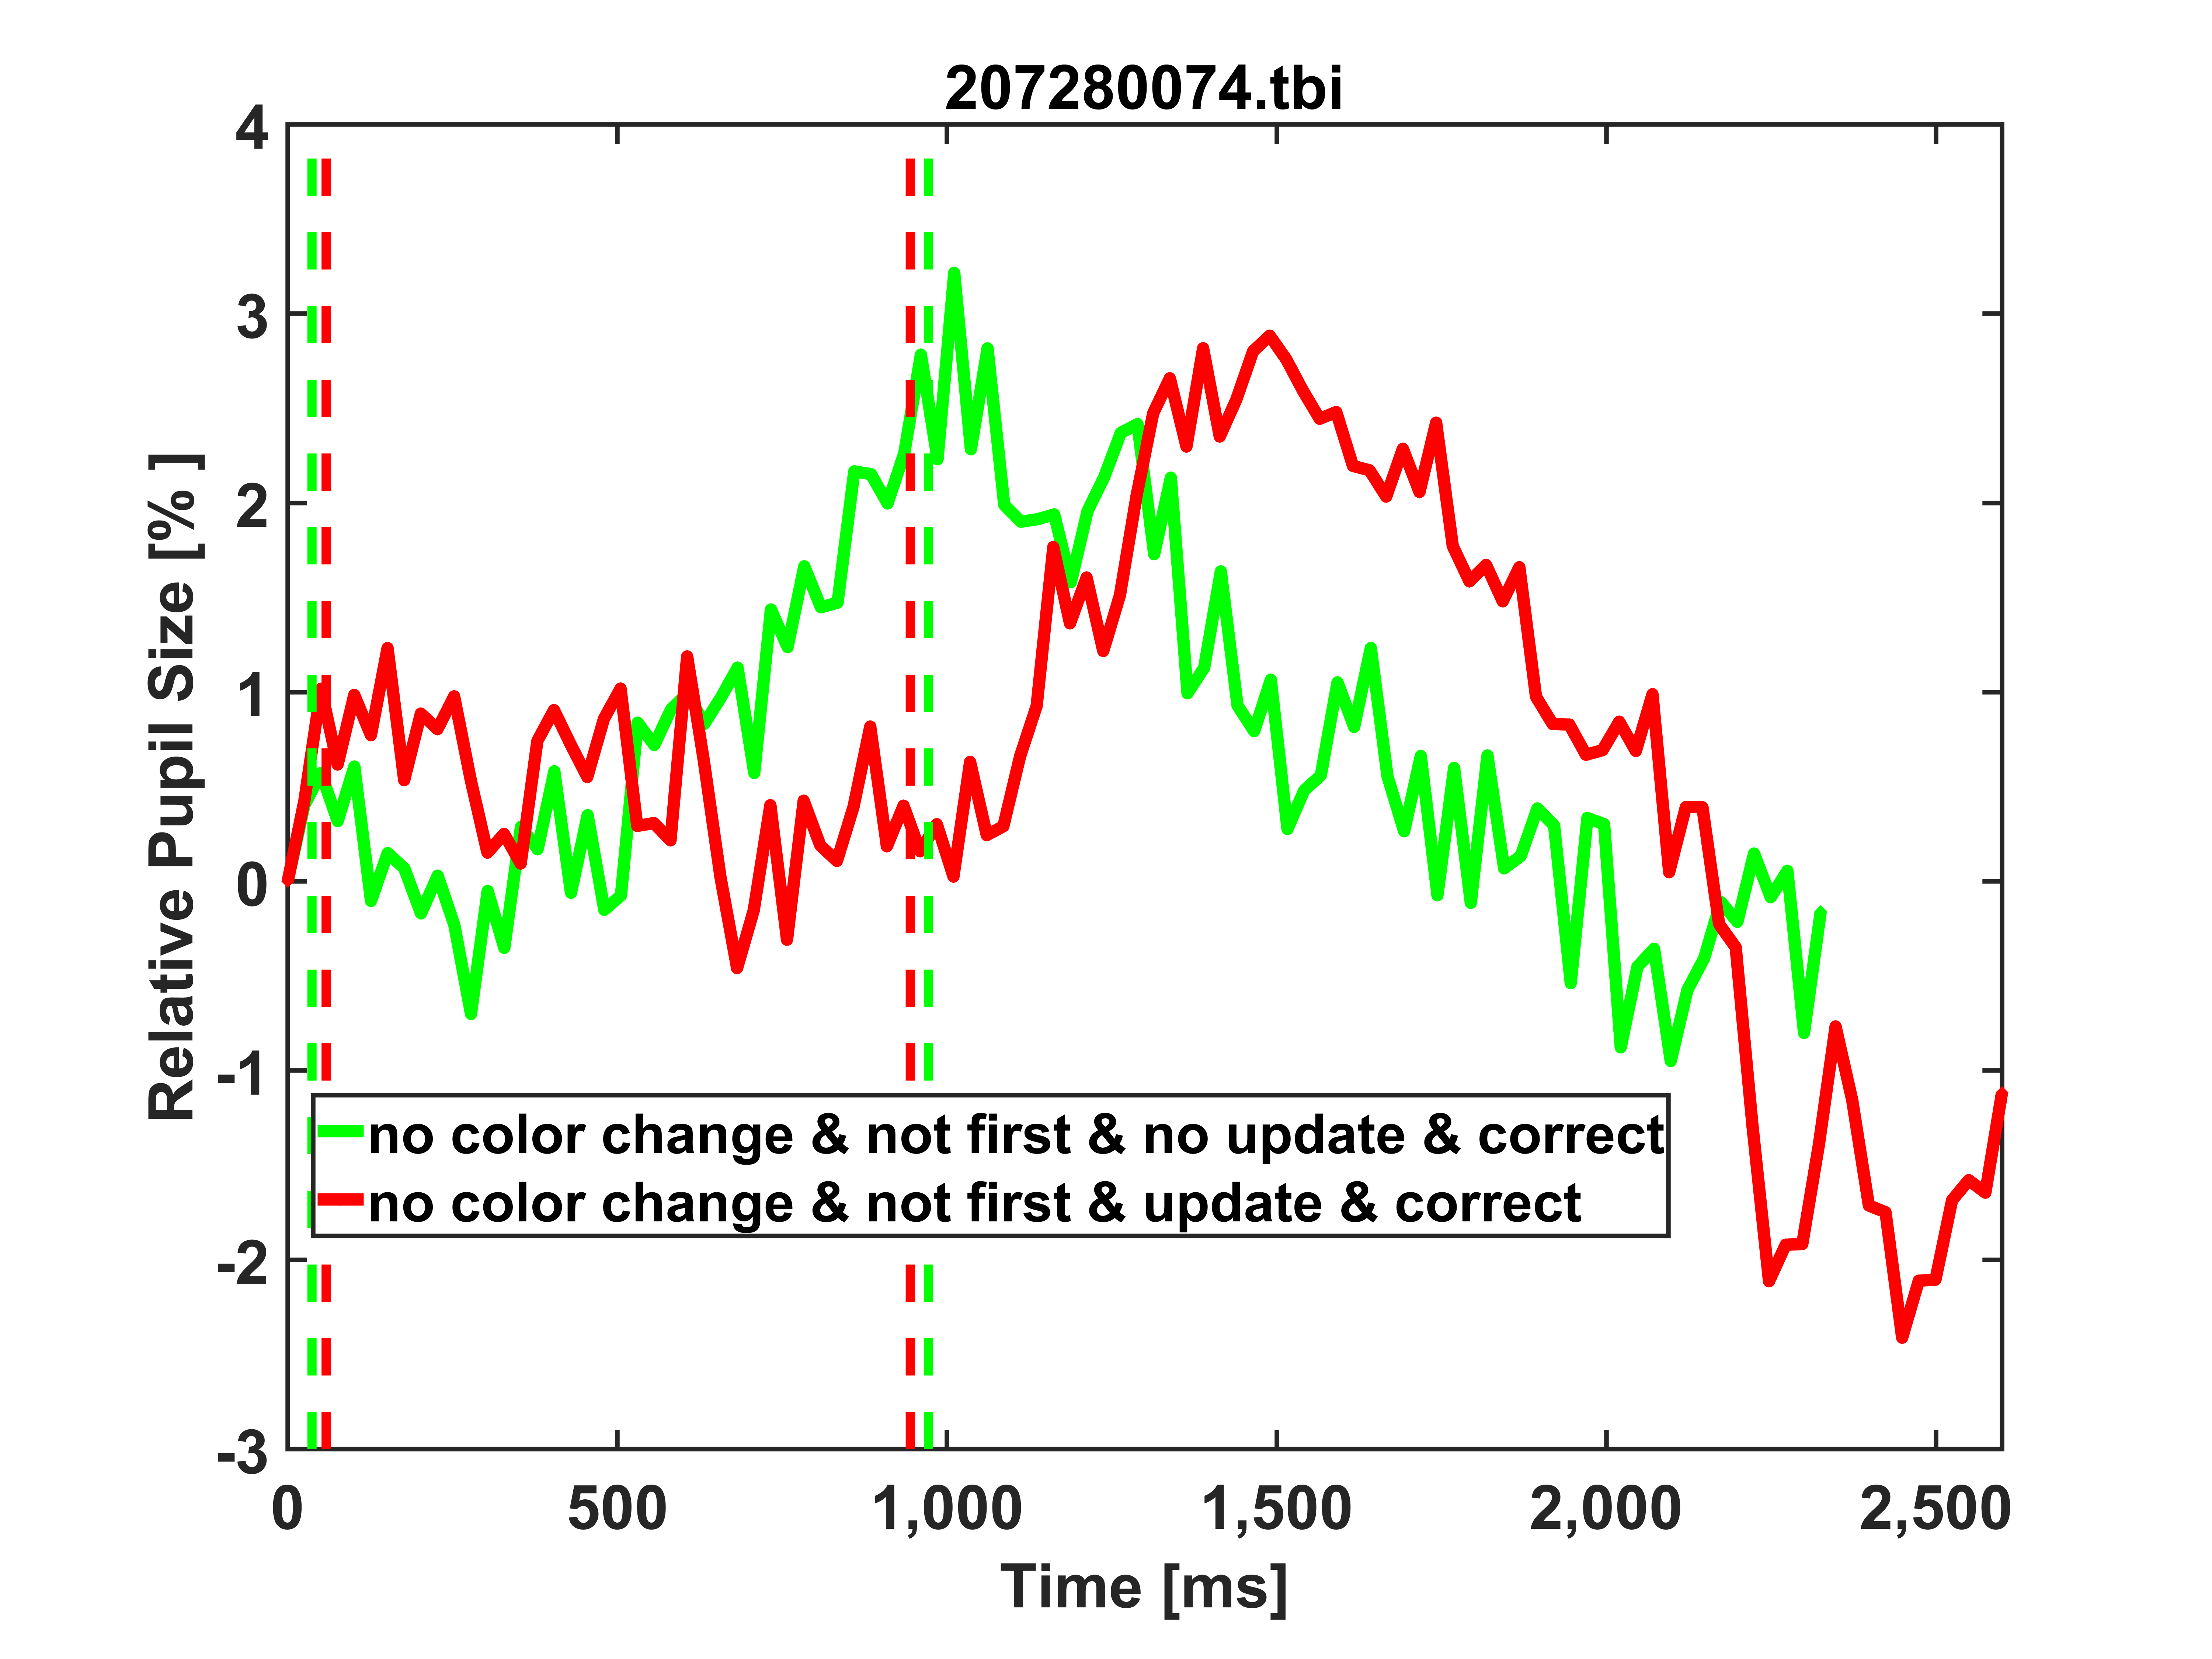 207280074.tbi
4
3
2
1
0
-1
-2
-3
Relative Pupil Size [% ]
no color change & not first & no update & correct
no color change & not first & update & correct
0 500 1,000 1,500 2,000 2,500
Time [ms]